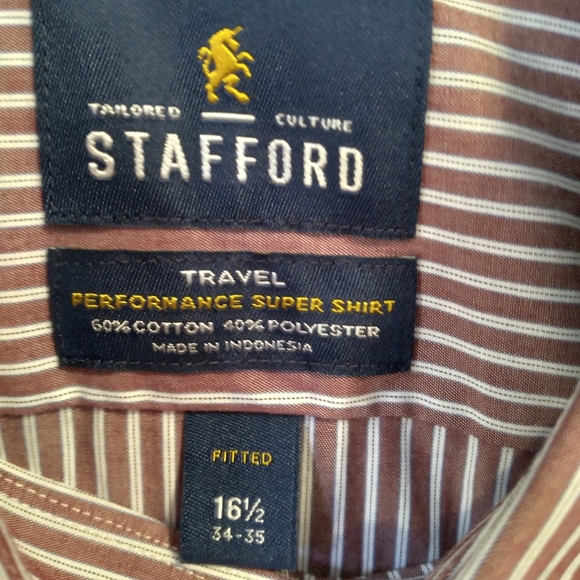 TAILORED CULTURE
STAFFORD
TRAVEL
PERFORMANCE SUPER SHIRT
60% COTTON 40% POLYESTER
MADE IN INDONESIA
FITTED
16½
34-35